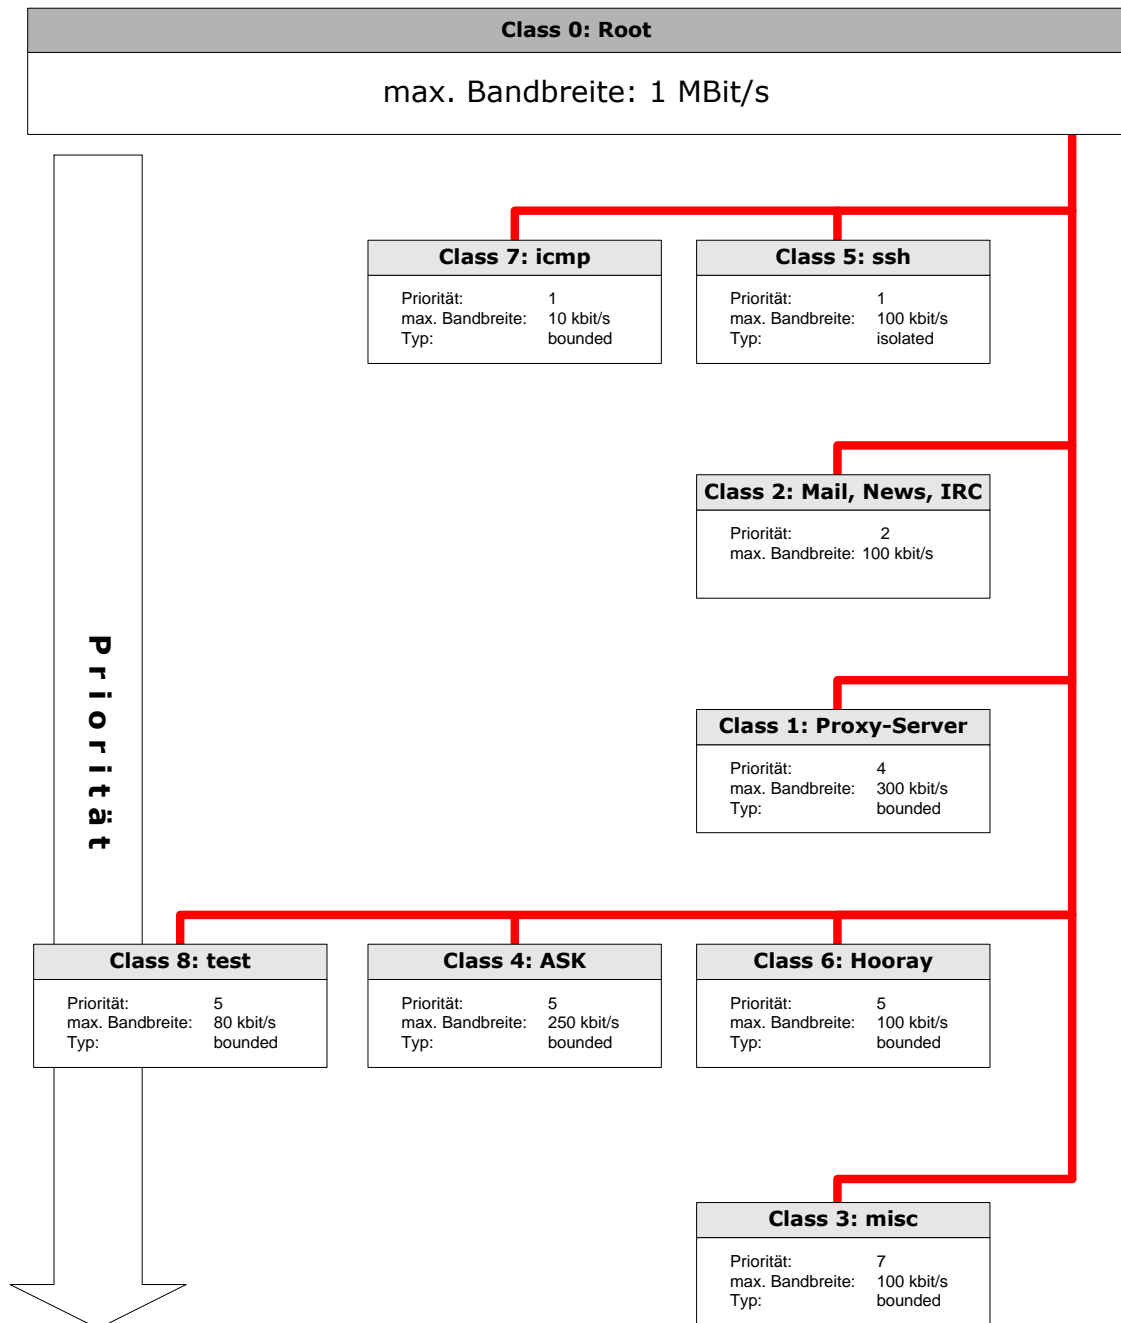 Class 0: Root
max. Bandbreite: 1 MBit/s
Priorität
Class 7: icmp
Priorität: 1
max. Bandbreite: 10 kbit/s
Typ: bounded
Class 5: ssh
Priorität: 1
max. Bandbreite: 100 kbit/s
Typ: isolated
Class 2: Mail, News, IRC
Priorität: 2
max. Bandbreite: 100 kbit/s
Class 1: Proxy-Server
Priorität: 4
max. Bandbreite: 300 kbit/s
Typ: bounded
Class 8: test
Priorität: 5
max. Bandbreite: 80 kbit/s
Typ: bounded
Class 4: ASK
Priorität: 5
max. Bandbreite: 250 kbit/s
Typ: bounded
Class 6: Hooray
Priorität: 5
max. Bandbreite: 100 kbit/s
Typ: bounded
Class 3: misc
Priorität: 7
max. Bandbreite: 100 kbit/s
Typ: bounded